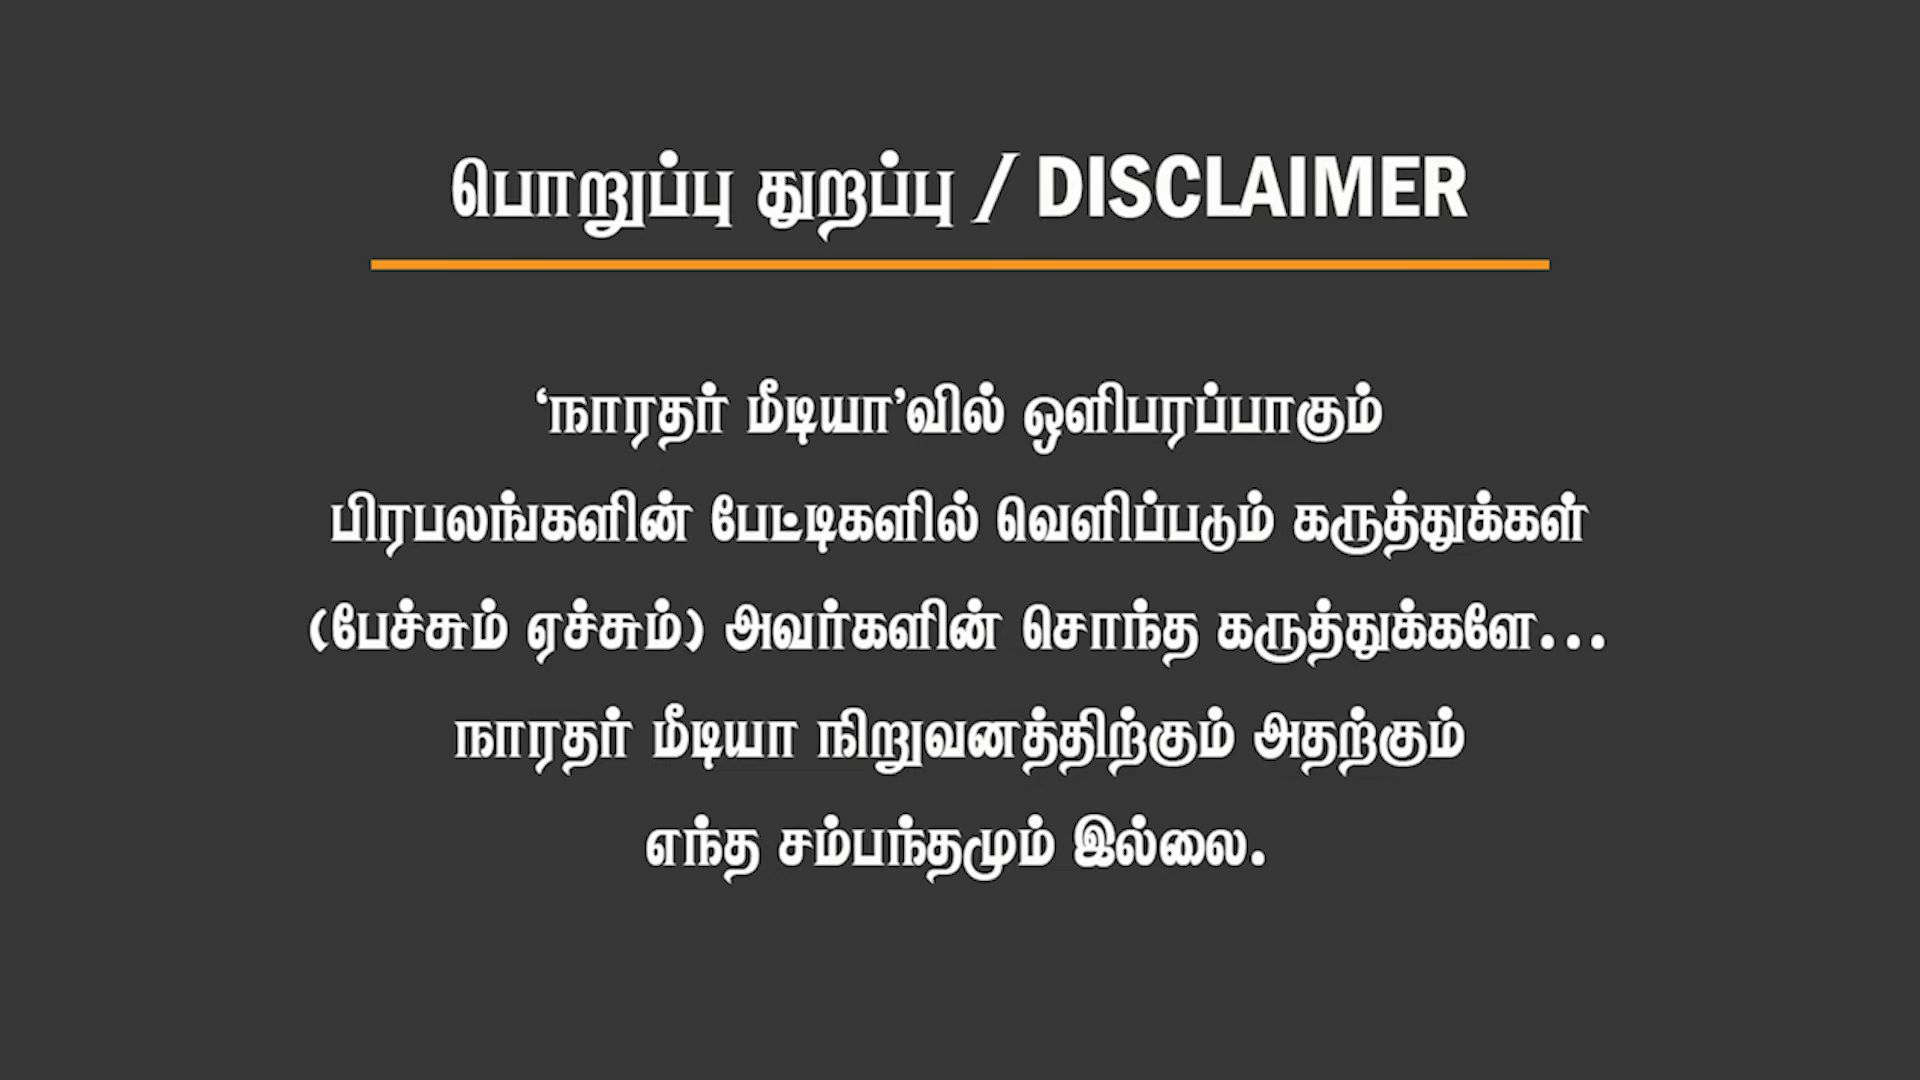 பொறுப்பு துறப்பு / DISCLAIMER
‘நாரதர் மீடியா’வில் ஒளிபரப்பாகும்
பிரபலங்களின் பேட்டிகளில் வெளிப்படும் கருத்துக்கள்
(பேச்சும் ஏச்சும்) அவர்களின் சொந்த கருத்துக்களே...
நாரதர் மீடியா நிறுவனத்திற்கும் அதற்கும்
எந்த சம்பந்தமும் இல்லை.